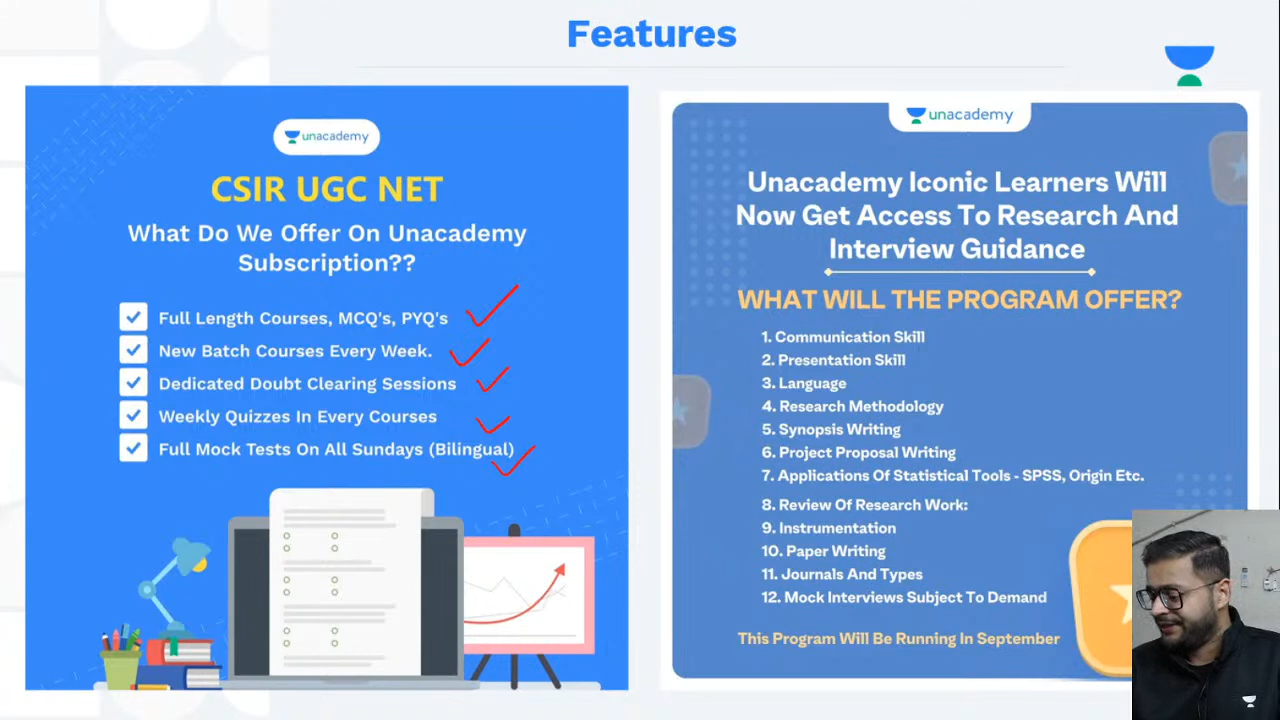 Features
unacademy
CSIR UGC NET
What Do We Offer On Unacademy
Subscription??
Full Length Courses, MCQ's, PYQ's
New Batch Courses Every Week.
Dedicated Doubt Clearing Sessions
Weekly Quizzes In Every Courses
Full Mock Tests On All Sundays (Bilingual)
unacademy
Unacademy Iconic Learners Will
Now Get Access To Research And
Interview Guidance
WHAT WILL THE PROGRAM OFFER?
1. Communication Skill
2. Presentation Skill
3. Language
4. Research Methodology
5. Synopsis Writing
6. Project Proposal Writing
7. Applications Of Statistical Tools - SPSS, Origin Etc.
8. Review Of Research Work:
9. Instrumentation
10. Paper Writing
11. Journals And Types
12. Mock Interviews Subject To Demand
This Program Will Be Running In September